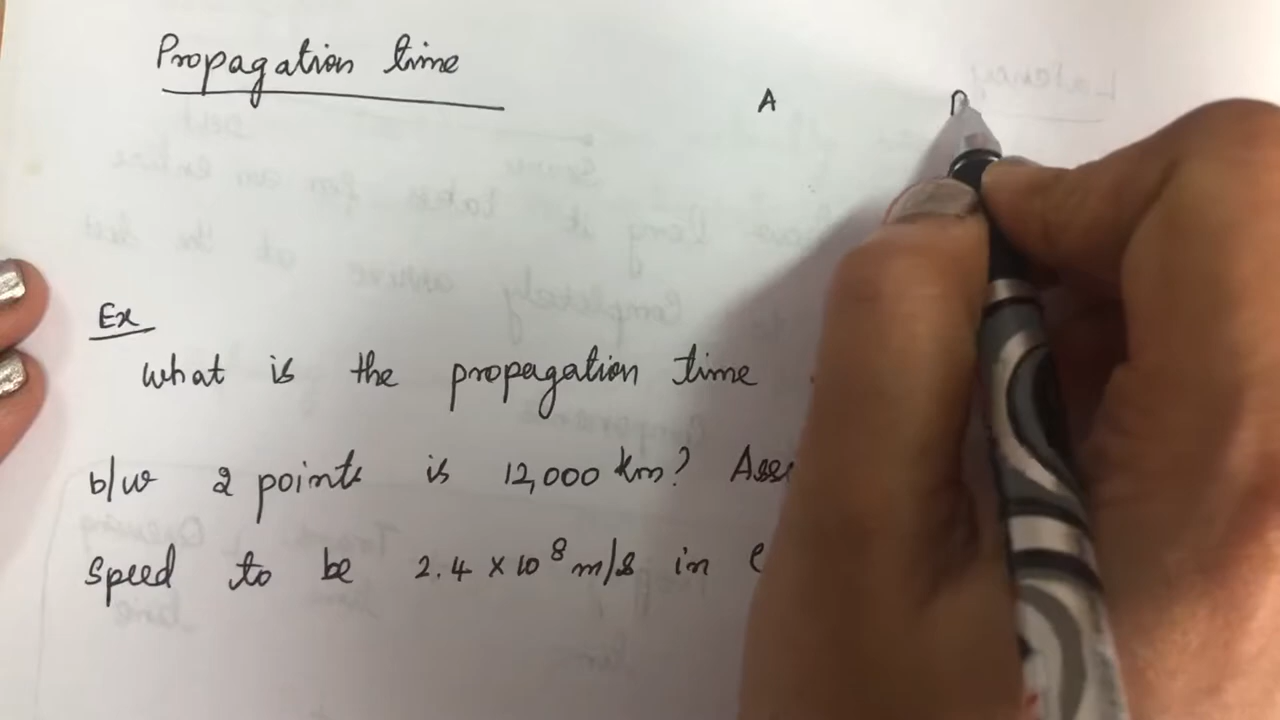 Propagation time
A
Ex
What is the propagation time
b/w 2 points is 12,000 km?
speed to be 2.4 × 10⁸ m/s in